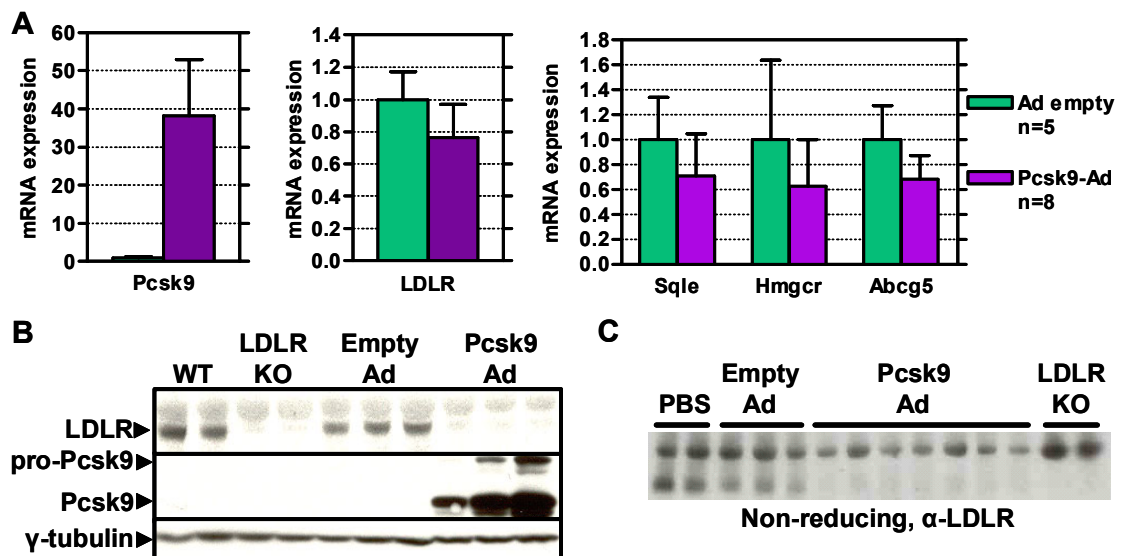 A
mRNA expression
60
50
40
30
20
10
0
Pcsk9
mRNA expression
1.4
1.2
1.0
0.8
0.6
0.4
0.2
0.0
LDLR
mRNA expression
1.8
1.6
1.4
1.2
1.0
0.8
0.6
0.4
0.2
0.0
Sqle Hmgcr Abcg5
Ad empty
n=5
Pcsk9-Ad
n=8
B
WT
LDLR
KO
Empty
Ad
Pcsk9
Ad
LDLR
pro-Pcsk9
Pcsk9
γ-tubulin
C
PBS
Empty
Ad
Pcsk9
Ad
LDLR
KO
Non-reducing, α-LDLR